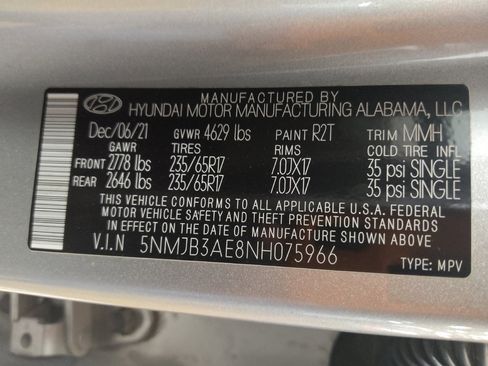 MANUFACTURED BY
HYUNDAI MOTOR MANUFACTURING ALABAMA, LLC
Dec/06/21 GVWR 4629 lbs PAINT R2T TRIM MMH
GAWR TIRES RIMS COLD TIRE INFL
FRONT 2778 lbs 235/65R17 7.0JX17 35 psi SINGLE
REAR 2646 lbs 235/65R17 7.0JX17 35 psi SINGLE
THIS VEHICLE CONFORMS TO ALL APPLICABLE U.S.A. FEDERAL
MOTOR VEHICLE SAFETY AND THEFT PREVENTION STANDARDS
IN EFFECT ON THE DATE OF MANUFACTURE SHOWN ABOVE.
V.I.N 5NMJB3AE8NH075966
TYPE: MPV